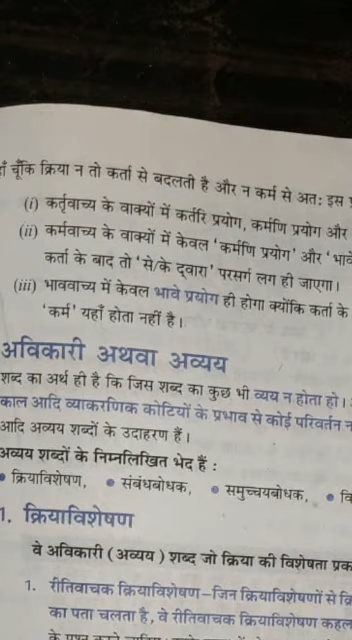 चूँकि क्रिया न तो कर्ता से बदलती है और न कर्म से अतः इस
(i) कर्तृवाच्य के वाक्यों में कर्तरि प्रयोग, कर्मणि प्रयोग और
(ii) कर्मवाच्य के वाक्यों में केवल 'कर्मणि प्रयोग' और 'भावे
कर्ता के बाद तो 'से/के द्वारा' परसर्ग लग ही जाएगा।
(iii) भाववाच्य में केवल भावे प्रयोग ही होगा क्योंकि कर्ता के
'कर्म' यहाँ होता नहीं है।
अविकारी अथवा अव्यय
शब्द का अर्थ ही है कि जिस शब्द का कुछ भी व्यय न होता हो।
काल आदि व्याकरणिक कोटियों के प्रभाव से कोई परिवर्तन
आदि अव्यय शब्दों के उदाहरण हैं।
अव्यय शब्दों के निम्नलिखित भेद हैं :
• क्रियाविशेषण, • संबंधबोधक, • समुच्चयबोधक, •
1. क्रियाविशेषण
वे अविकारी (अव्यय) शब्द जो क्रिया की विशेषता
1. रीतिवाचक क्रियाविशेषण–जिन क्रियाविशेषणों से
का पता चलता है, वे रीतिवाचक क्रियाविशेषण